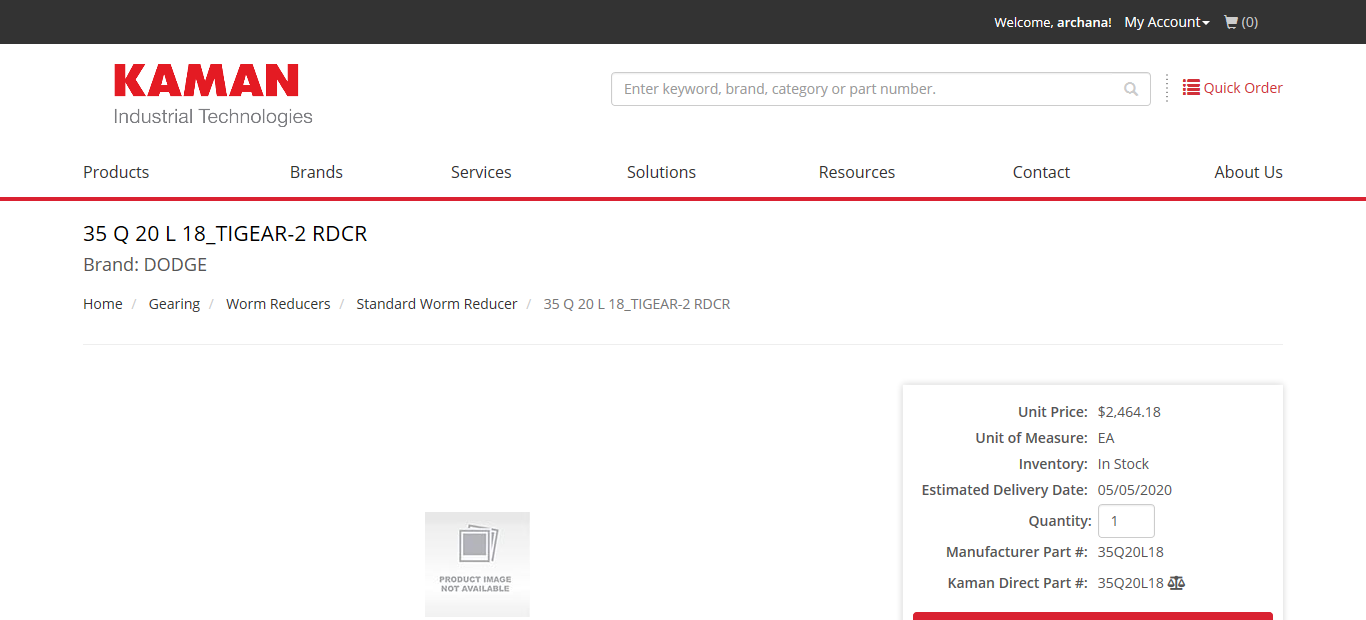 Welcome, archana! My Account (0)
KAMAN
Industrial Technologies
Enter keyword, brand, category or part number.
Quick Order
Products Brands Services Solutions Resources Contact About Us
35 Q 20 L 18_TIGEAR-2 RDCR
Brand: DODGE
Home / Gearing / Worm Reducers / Standard Worm Reducer / 35 Q 20 L 18_TIGEAR-2 RDCR
PRODUCT IMAGE
NOT AVAILABLE
Unit Price: $2,464.18
Unit of Measure: EA
Inventory: In Stock
Estimated Delivery Date: 05/05/2020
Quantity: 1
Manufacturer Part #: 35Q20L18
Kaman Direct Part #: 35Q20L18